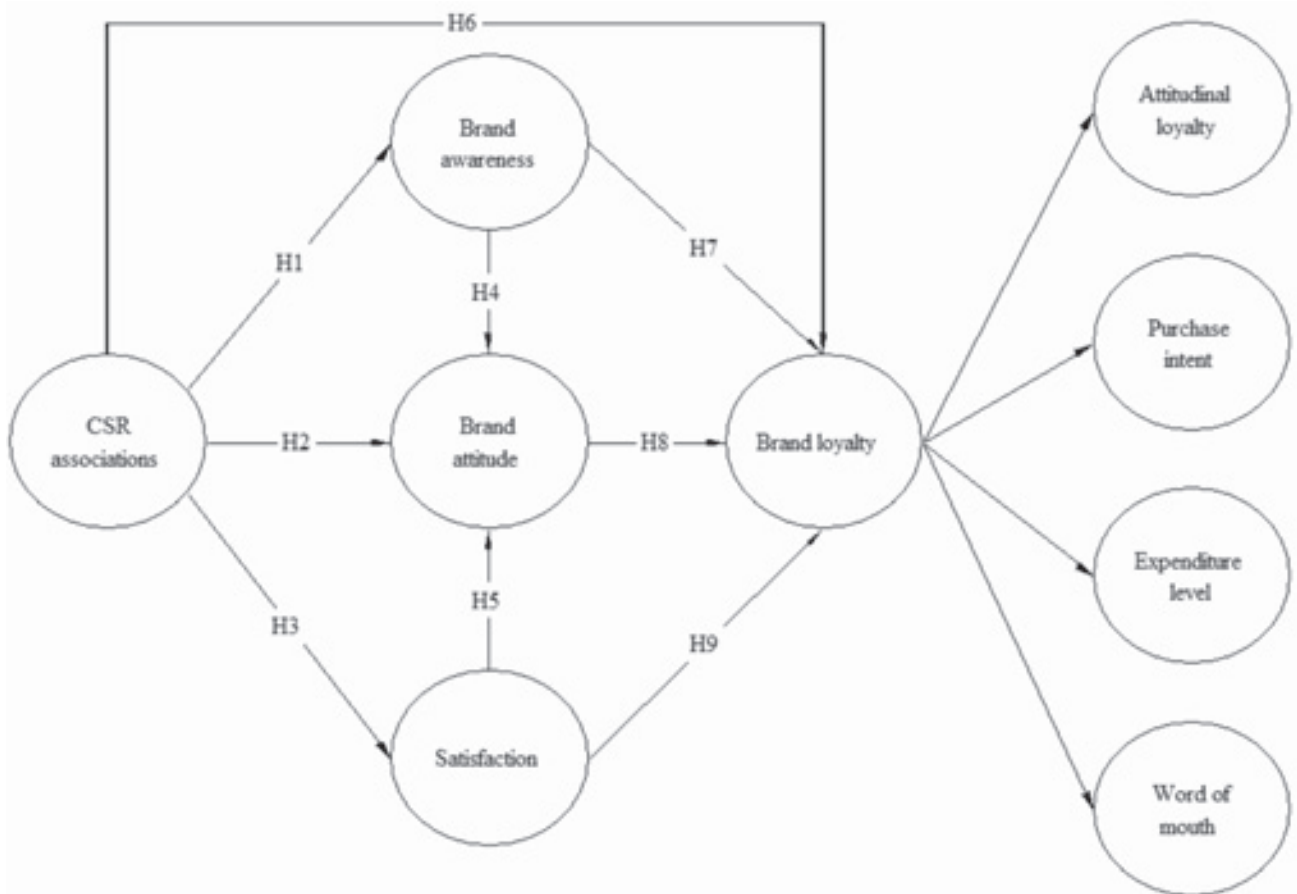 H6
Brand
awareness
Attitudinal
loyalty
H1
H7
H4
Purchase
intent
CSR
associations
H2
Brand
attitude
H8
Brand loyalty
H5
H3
H9
Expenditure
level
Satisfaction
Word of
mouth